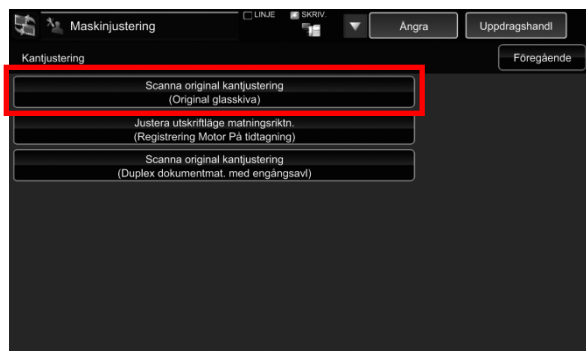 Maskinjustering
LINJE
SKRIV.
Ångra
Uppdragshandl
Kantjustering
Föregående
Scanna original kantjustering
(Original glasskiva)
Justera utskriftläge matningsriktn.
(Registrering Motor På tidtagning)
Scanna original kantjustering
(Duplex dokumentmat. med engångsavl)